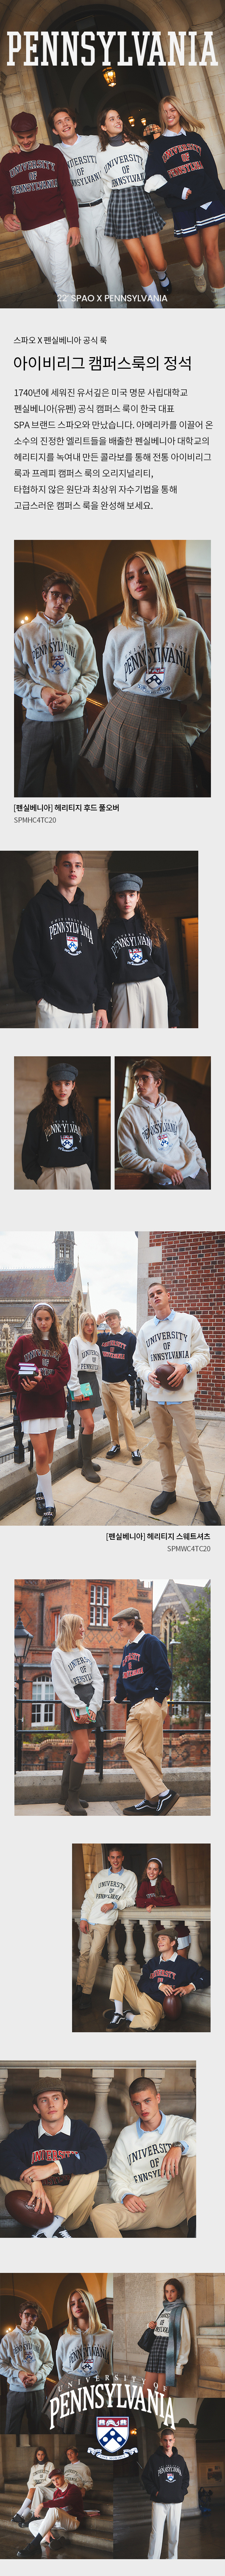 PENNSYLVANIA
UNIVERSITY
OF
PENNSYLVANIA
22' SPAO X PENNSYLVANIA
스파오 X 펜실베니아 공식 룩
아이비리그 캠퍼스룩의 정석
1740년에 세워진 유서깊은 미국 명문 사립대학교
펜실베니아(유펜) 공식 캠퍼스 룩이 한국 대표
SPA 브랜드 스파오와 만났습니다. 아메리카를 이끌어 온
소수의 진정한 엘리트들을 배출한 펜실베니아 대학교의
헤리티지를 녹여내 만든 콜라보를 통해 전통 아이비리그
룩과 프레피 캠퍼스 룩의 오리지널리티,
타협하지 않은 원단과 최상위 자수기법을 통해
고급스러운 캠퍼스 룩을 완성해 보세요.
PENNSYLVANIA
[펜실베니아] 헤리티지 후드 풀오버
SPMHC4TC20
PENNSYLVANIA
UNIVERSITY
OF
[펜실베니아] 헤리티지 스웨트셔츠
SPMWC4TC20
UNIVERSITY
OF
UNIVERSITY OF
PENNSYLVANIA